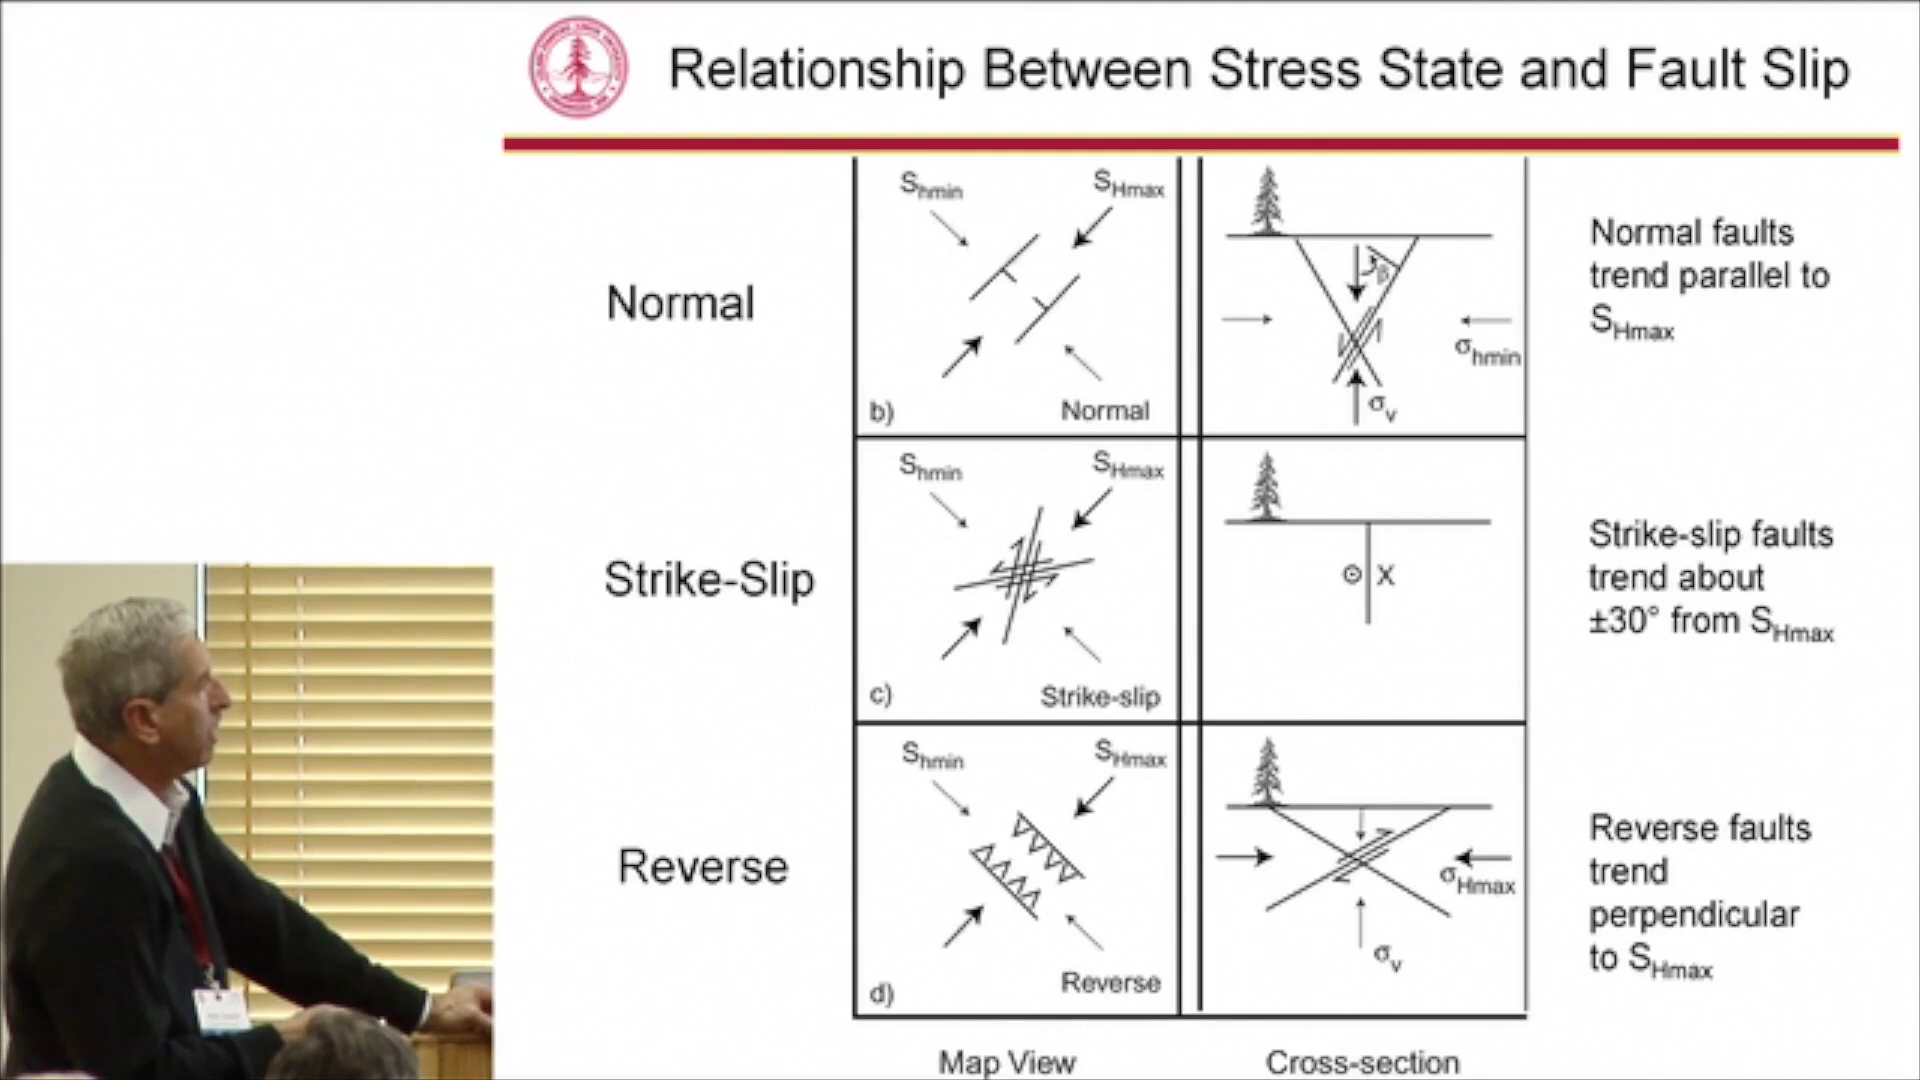 Relationship Between Stress State and Fault Slip
Normal
Shmin
SHmax
b)
Normal
β
σhmin
σv
Normal faults
trend parallel to
SHmax
Strike-Slip
Shmin
SHmax
c)
Strike-slip
X
Strike-slip faults
trend about
±30° from SHmax
Reverse
Shmin
SHmax
d)
Reverse
σHmax
σv
Reverse faults
trend
perpendicular
to SHmax
Map View
Cross-section